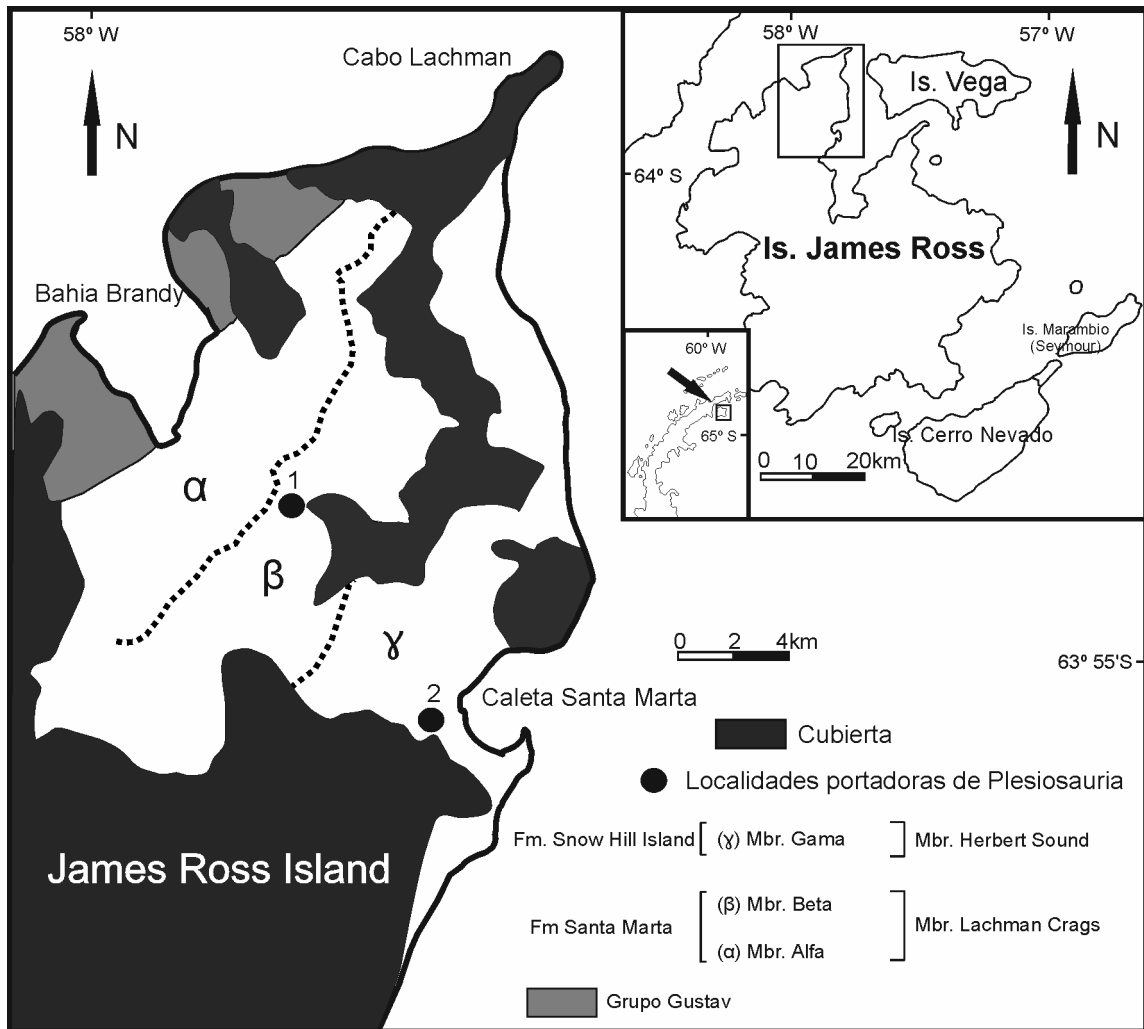 58º W
Cabo Lachman
N
Bahia Brandy
α
1
β
γ
2
Caleta Santa Marta
James Ross Island
58º W
57º W
Is. Vega
N
64º S
Is. James Ross
Is. Marambio
(Seymour)
60º W
65º S
Is. Cerro Nevado
0 10 20km
0 2 4km
63º 55'S
Cubierta
Localidades portadoras de Plesiosauria
Fm. Snow Hill Island (γ) Mbr. Gama Mbr. Herbert Sound
(β) Mbr. Beta
Fm Santa Marta Mbr. Lachman Crags
(α) Mbr. Alfa
Grupo Gustav